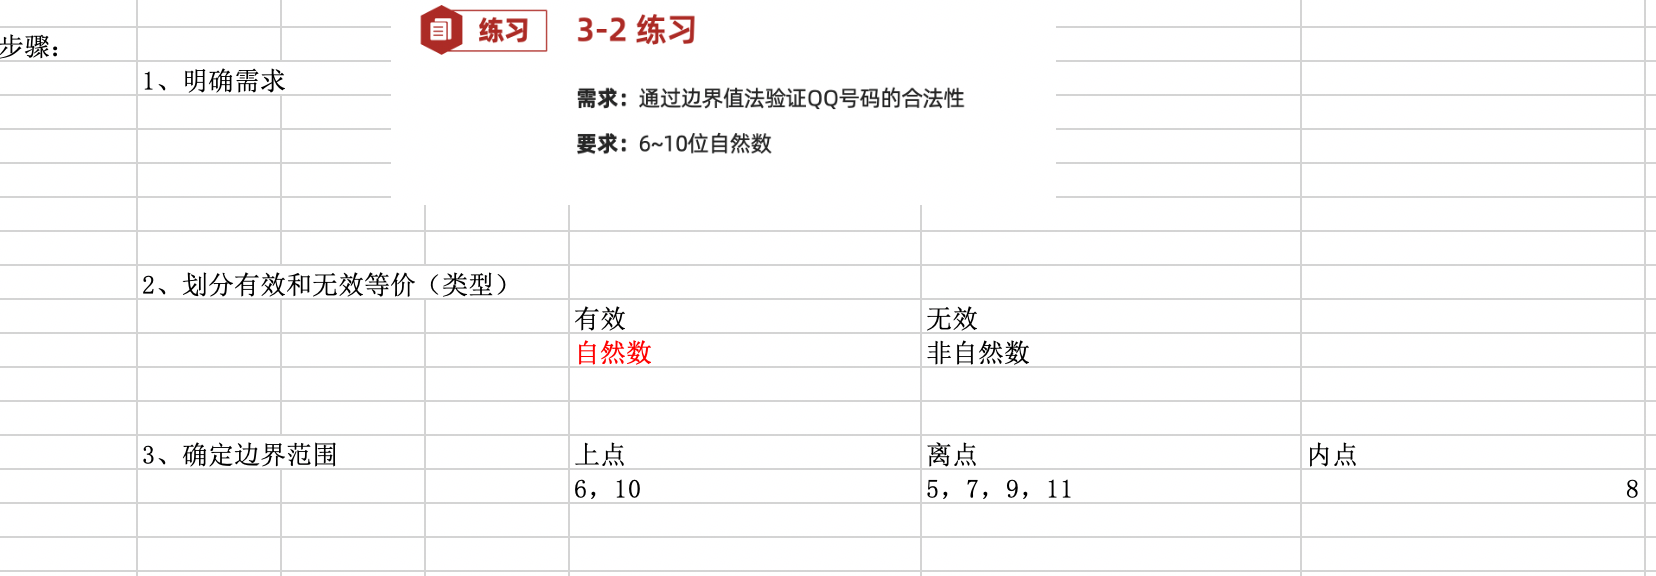 练习 3-2 练习
步骤：
1、明确需求
需求：通过边界值法验证QQ号码的合法性
要求：6~10位自然数
2、划分有效和无效等价（类型）
有效 无效
自然数 非自然数
3、确定边界范围 上点 离点 内点
6，10 5，7，9，11 8